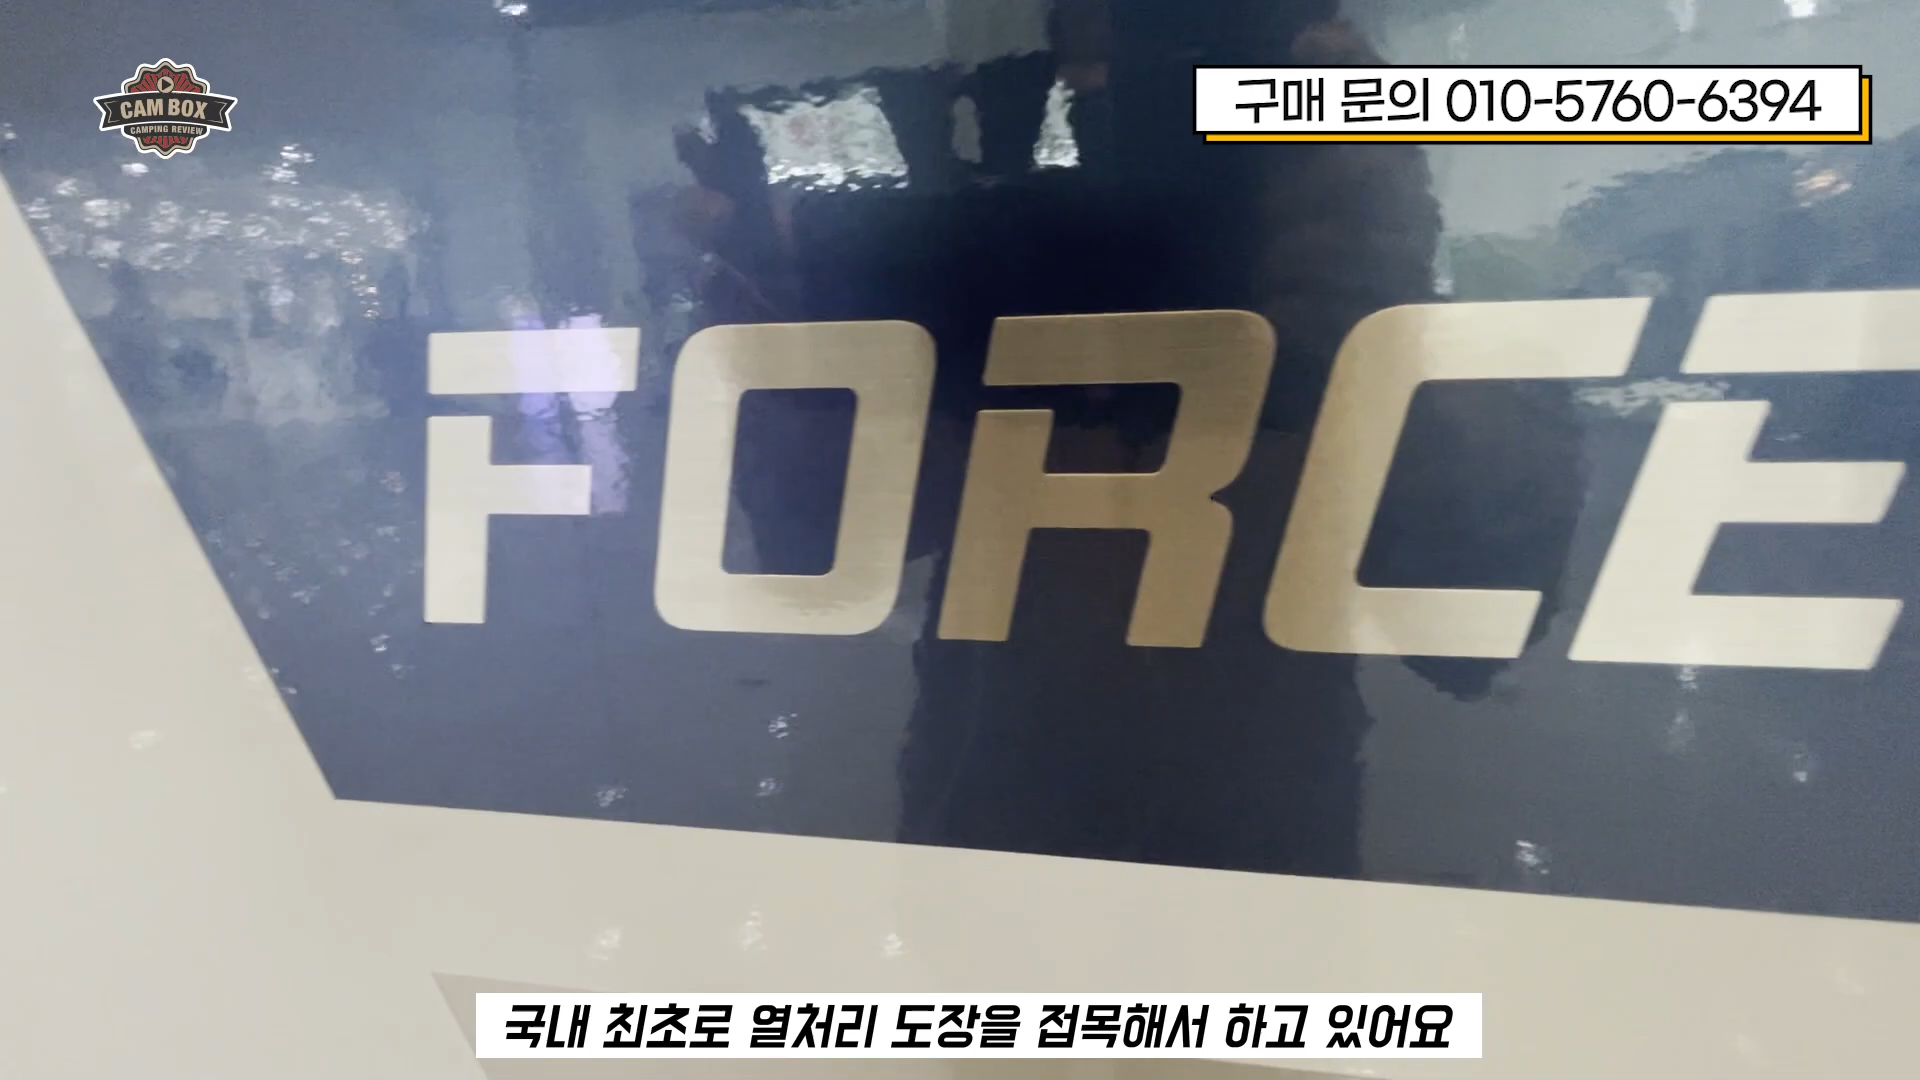 CAM BOX
CAMPING REVIEW
구매 문의 010-5760-6394
FORCE
국내 최초로 열처리 도장을 접목해서 하고 있어요